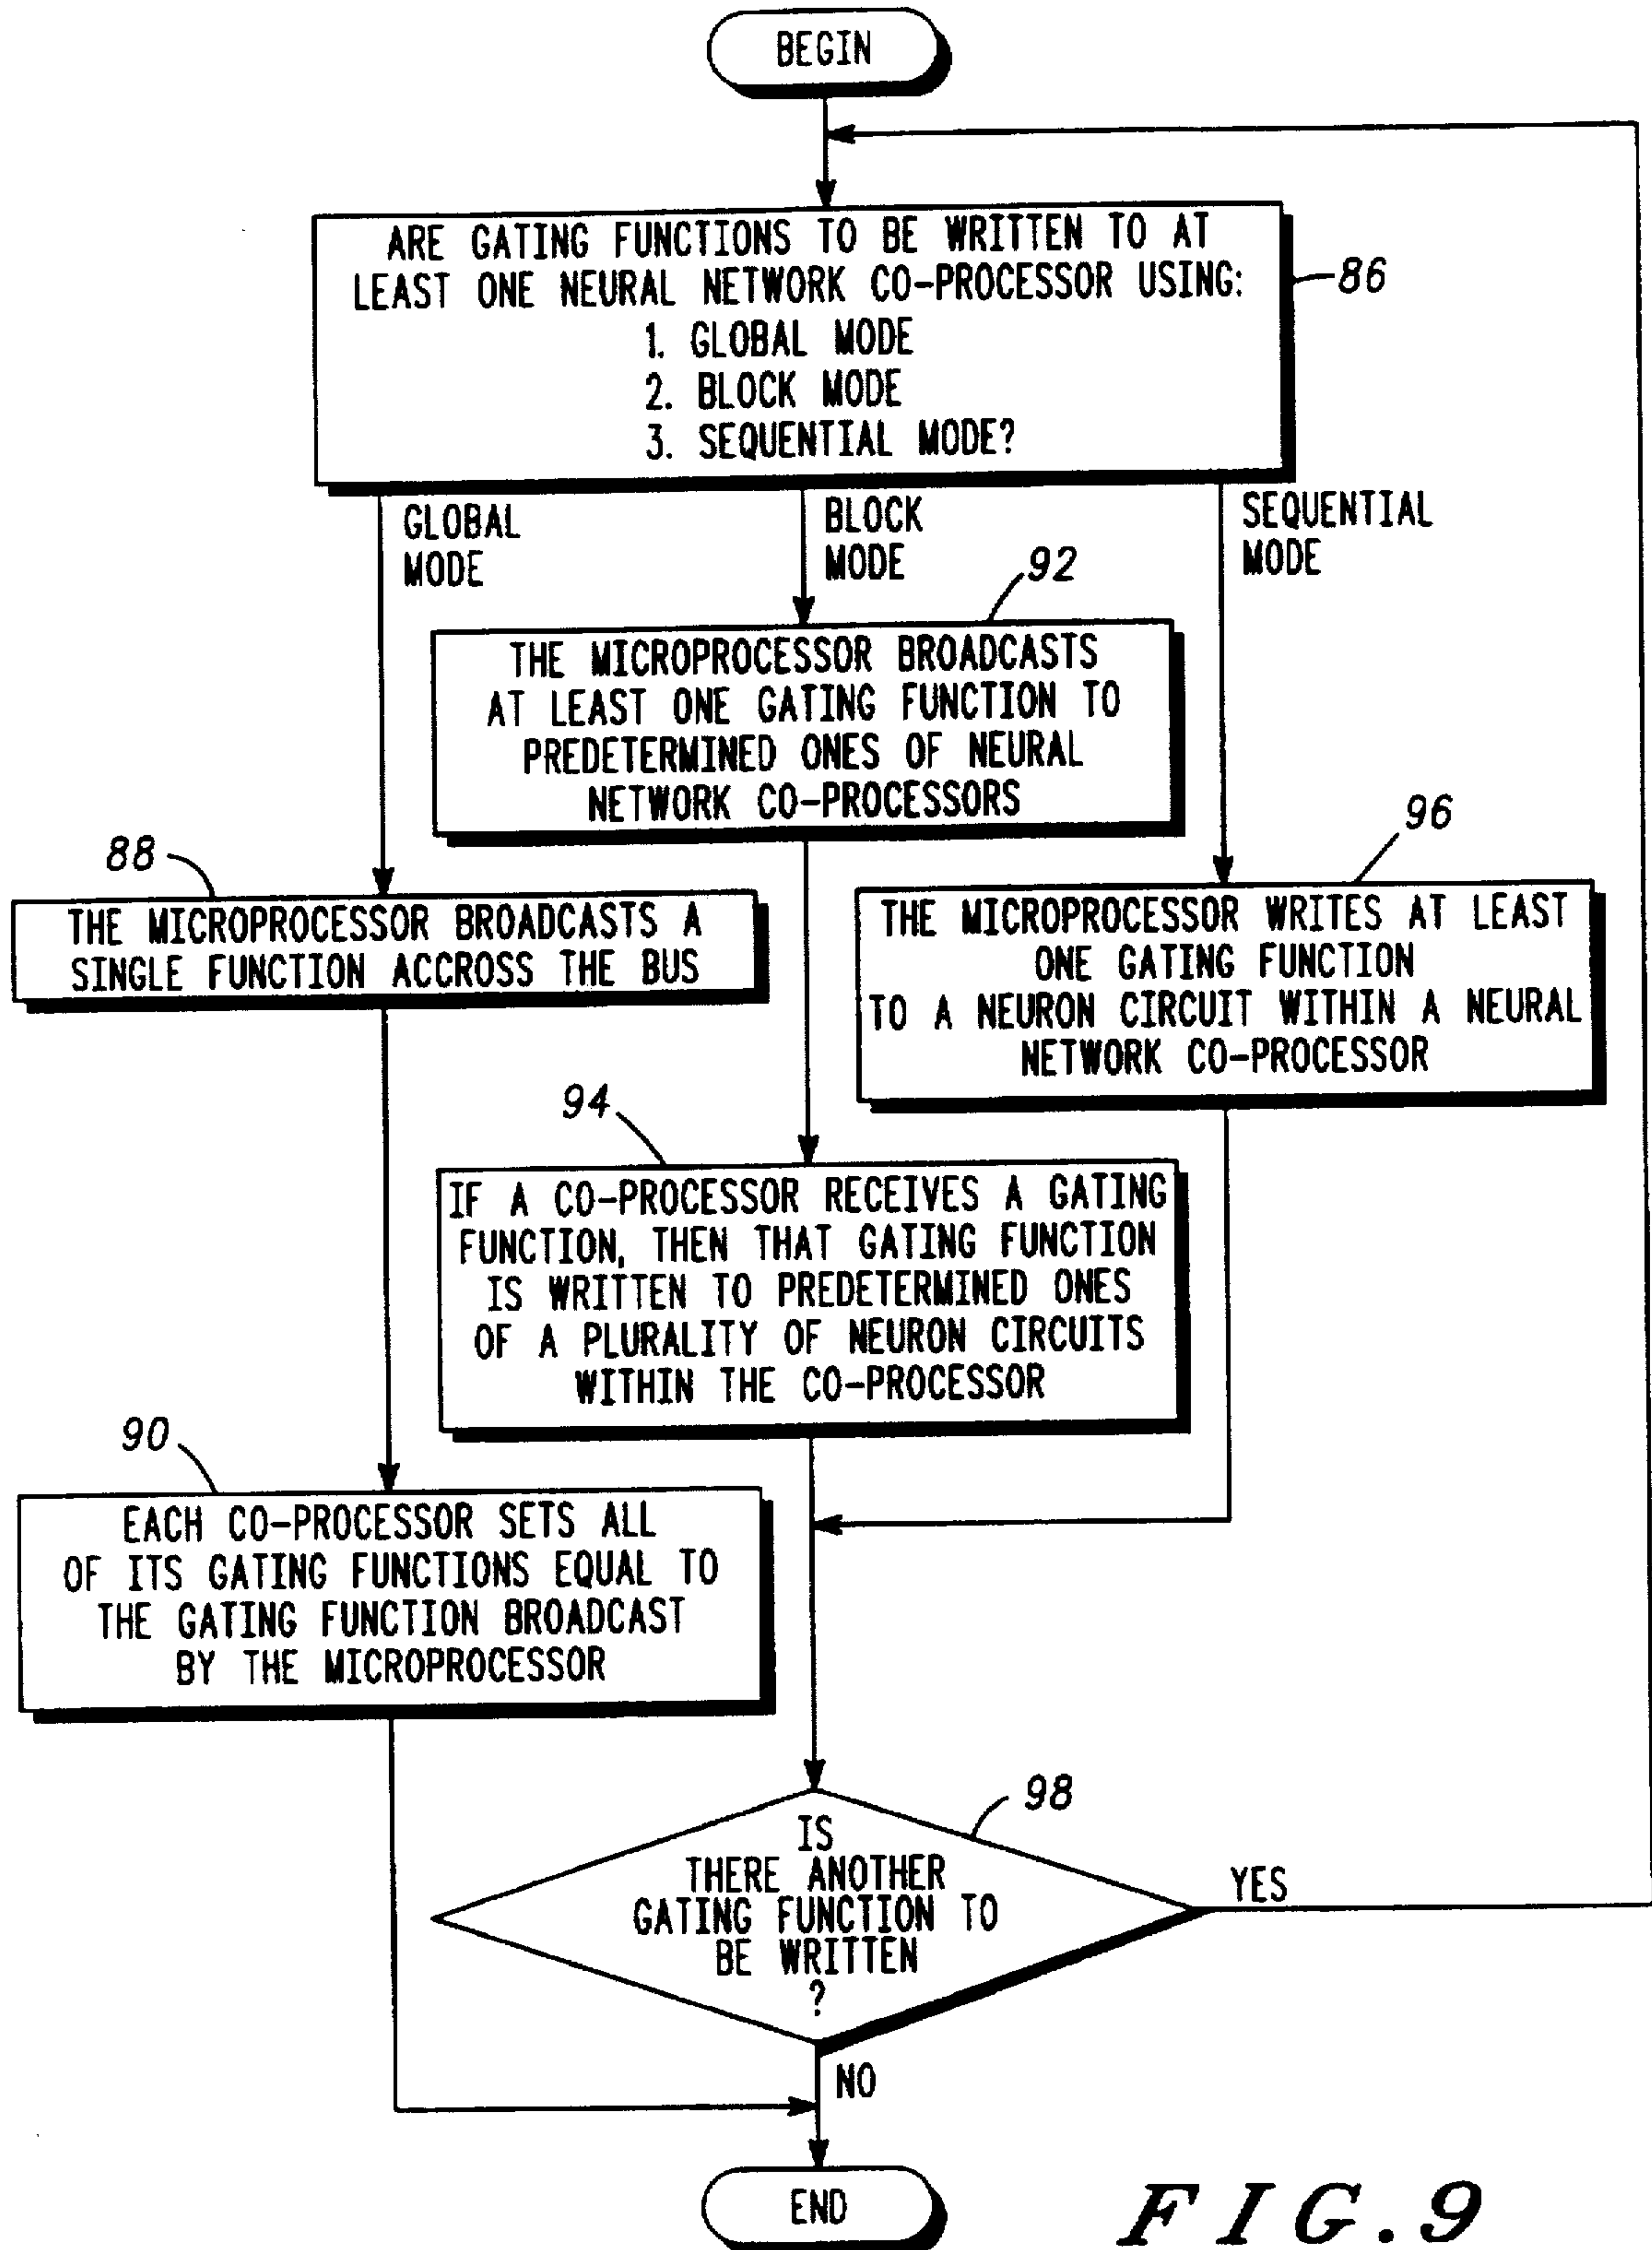 BEGIN
ARE GATING FUNCTIONS TO BE WRITTEN TO AT
LEAST ONE NEURAL NETWORK CO-PROCESSOR USING:
1. GLOBAL MODE
2. BLOCK MODE
3. SEQUENTIAL MODE?
86
GLOBAL
MODE
BLOCK
MODE
SEQUENTIAL
MODE
92
THE MICROPROCESSOR BROADCASTS
AT LEAST ONE GATING FUNCTION TO
PREDETERMINED ONES OF NEURAL
NETWORK CO-PROCESSORS
88
THE MICROPROCESSOR BROADCASTS A
SINGLE FUNCTION ACCROSS THE BUS
96
THE MICROPROCESSOR WRITES AT LEAST
ONE GATING FUNCTION
TO A NEURON CIRCUIT WITHIN A NEURAL
NETWORK CO-PROCESSOR
94
IF A CO-PROCESSOR RECEIVES A GATING
FUNCTION, THEN THAT GATING FUNCTION
IS WRITTEN TO PREDETERMINED ONES
OF A PLURALITY OF NEURON CIRCUITS
WITHIN THE CO-PROCESSOR
90
EACH CO-PROCESSOR SETS ALL
OF ITS GATING FUNCTIONS EQUAL TO
THE GATING FUNCTION BROADCAST
BY THE MICROPROCESSOR
98
IS
THERE ANOTHER
GATING FUNCTION TO
BE WRITTEN
?
YES
NO
END
FIG.9